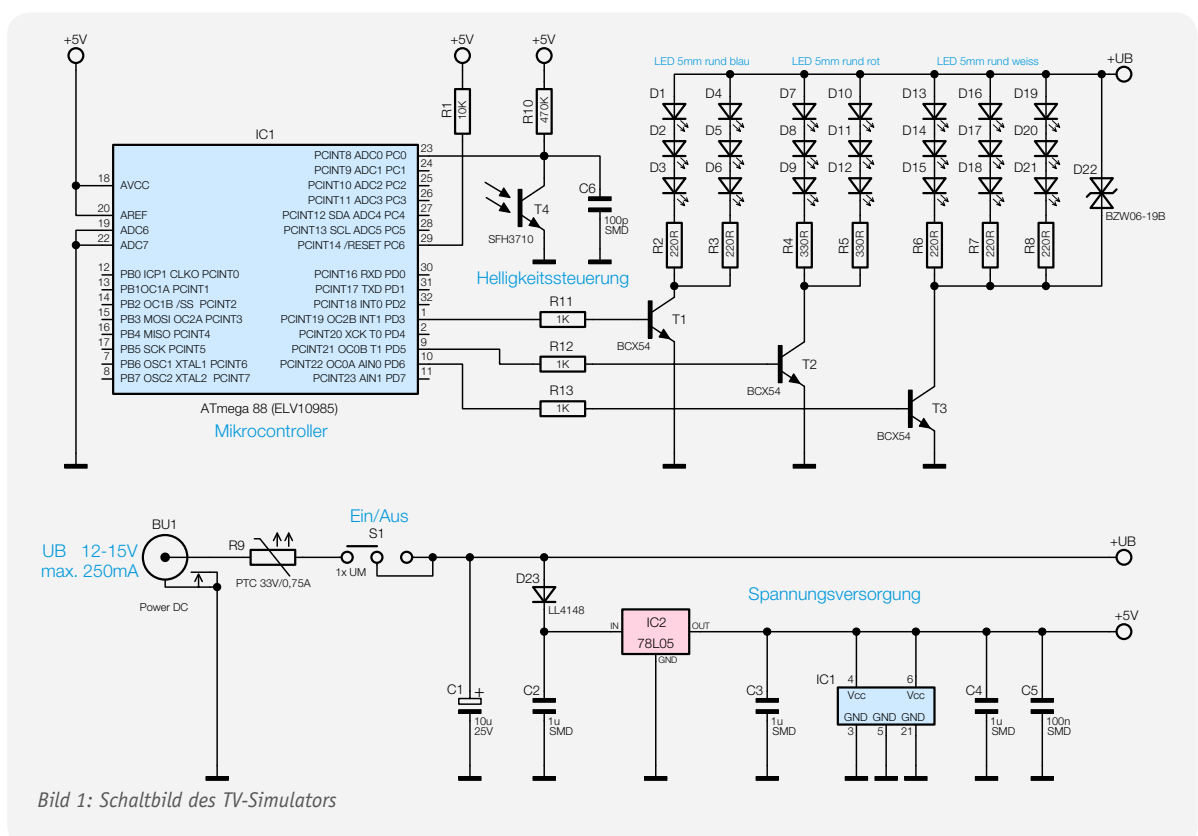 +5V
+5V
+5V
LED 5mm rund blau
LED 5mm rund rot
LED 5mm rund weiss
+UB
R1
10K
R10
470K
D1
D4
D7
D10
D13
D16
D19
D2
D5
D8
D11
D14
D17
D20
D3
D6
D9
D12
D15
D18
D21
D22
BZW06-19B
IC1
18 AVCC
20 AREF
19 ADC6
22 ADC7
12 PB0 ICP1 CLKO PCINT0
13 PB1OC1A PCINT1
14 PB2 OC1B /SS PCINT2
15 PB3 MOSI OC2A PCINT3
16 PB4 MISO PCINT4
17 PB5 SCK PCINT5
7 PB6 OSC1 XTAL1 PCINT6
8 PB7 OSC2 XTAL2 PCINT7
PCINT8 ADC0 PC0 23
PCINT9 ADC1 PC1 24
PCINT10 ADC2 PC2 25
PCINT11 ADC3 PC3 26
PCINT12 SDA ADC4 PC4 27
PCINT13 SCL ADC5 PC5 28
PCINT14 /RESET PC6 29
PCINT16 RXD PD0 30
PCINT17 TXD PD1 31
PCINT18 INT0 PD2 32
PCINT19 OC2B INT1 PD3 1
PCINT20 XCK T0 PD4 2
PCINT21 OC0B T1 PD5 9
PCINT22 OC0A AIN0 PD6 10
PCINT23 AIN1 PD7 11
ATmega 88 (ELV10985)
Mikrocontroller
T4
SFH3710
C6
100p
SMD
Helligkeitssteuerung
R2
220R
R3
220R
R4
330R
R5
330R
R6
220R
R7
220R
R8
220R
R11
1K
R12
1K
R13
1K
T1
BCX54
T2
BCX54
T3
BCX54
UB 12-15V
max. 250mA
BU1
Power DC
R9
PTC 33V/0,75A
Ein/Aus
S1
1x UM
+UB
D23
LL4148
Spannungsversorgung
IN
IC2
78L05
OUT
GND
+5V
C1
+
10u
25V
C2
1u
SMD
C3
1u
SMD
IC1
4
6
Vcc
Vcc
GND GND GND
3
5
21
C4
1u
SMD
C5
100n
SMD
Bild 1: Schaltbild des TV-Simulators